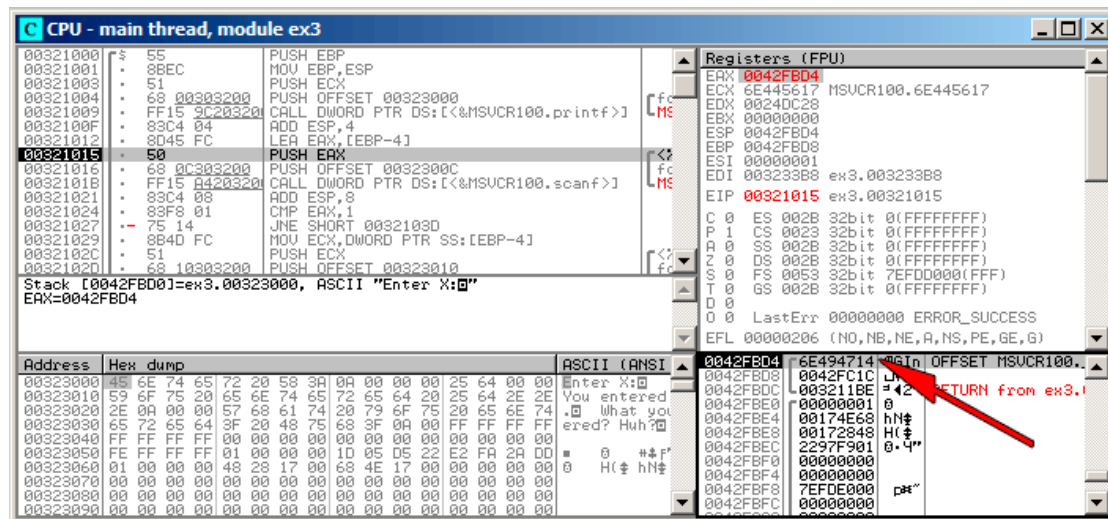 CPU - main thread, module ex3
00321000 $ 55 PUSH EBP
00321001 . 8BEC MOV EBP,ESP
00321003 . 51 PUSH ECX
00321004 . 68 00303200 PUSH OFFSET 00323000
00321009 . FF15 9C203200 CALL DWORD PTR DS:[<&MSVCR100.printf>]
0032100F . 83C4 04 ADD ESP,4
00321012 . 8D45 FC LEA EAX,[EBP-4]
00321015 . 50 PUSH EAX
00321016 . 68 0C303200 PUSH OFFSET 0032300C
0032101B . FF15 A4203200 CALL DWORD PTR DS:[<&MSVCR100.scanf>]
00321021 . 83C4 08 ADD ESP,8
00321024 . 83F8 01 CMP EAX,1
00321027 .- 75 14 JNE SHORT 0032103D
00321029 . 8B4D FC MOV ECX,DWORD PTR SS:[EBP-4]
0032102C . 51 PUSH ECX
0032102D . 68 10303200 PUSH OFFSET 00323010
Stack [0042FBD0]=ex3.00323000, ASCII "Enter X:"
EAX=0042FBD4
Registers (FPU)
EAX 0042FBD4
ECX 6E445617 MSVCR100.6E445617
EDX 0024DC28
EBX 00000000
ESP 0042FBD4
EBP 0042FBD8
ESI 00000001
EDI 003233B8 ex3.003233B8
EIP 00321015 ex3.00321015
C 0 ES 002B 32bit 0(FFFFFFFF)
P 1 CS 0023 32bit 0(FFFFFFFF)
A 0 SS 002B 32bit 0(FFFFFFFF)
Z 0 DS 002B 32bit 0(FFFFFFFF)
S 0 FS 0053 32bit 7EFDD000(FFF)
T 0 GS 002B 32bit 0(FFFFFFFF)
D 0
O 0 LastErr 00000000 ERROR_SUCCESS
EFL 00000206 (NO,NB,NE,A,NS,PE,GE,G)
Address Hex dump ASCII (ANSI
00323000 45 6E 74 65 72 20 58 3A 0A 00 00 00 25 64 00 00 Enter X:
00323010 59 6F 75 20 65 6E 74 65 72 65 64 20 25 64 2E 2E You entered
00323020 2E 0A 00 00 57 68 61 74 20 79 6F 75 20 65 6E 74 . What you
00323030 65 72 65 64 3F 20 48 75 68 3F 0A 00 FF FF FF FF ered? Huh?
00323040 FF FF FF FF 00 00 00 00 00 00 00 00 00 00 00 00
00323050 FE FF FF FF 01 00 00 00 1D 05 D5 22 E2 FA 2A DD
00323060 01 00 00 00 48 28 17 00 68 4E 17 00 00 00 00 00 H( hN
00323070 00 00 00 00 00 00 00 00 00 00 00 00 00 00 00 00
00323080 00 00 00 00 00 00 00 00 00 00 00 00 00 00 00 00
00323090 00 00 00 00 00 00 00 00 00 00 00 00 00 00 00 00
0042FBD4 6E494714 GIn OFFSET MSVCR100.
0042FBD8 0042FC1C
0042FBDC 003211BE RETURN from ex3.
0042FBE0 00000001
0042FBE4 00174E68 hN
0042FBE8 00172848 H(
0042FBEC 2297F901
0042FBF0 00000000
0042FBF4 00000000
0042FBF8 7EFDE000
0042FBFC 00000000